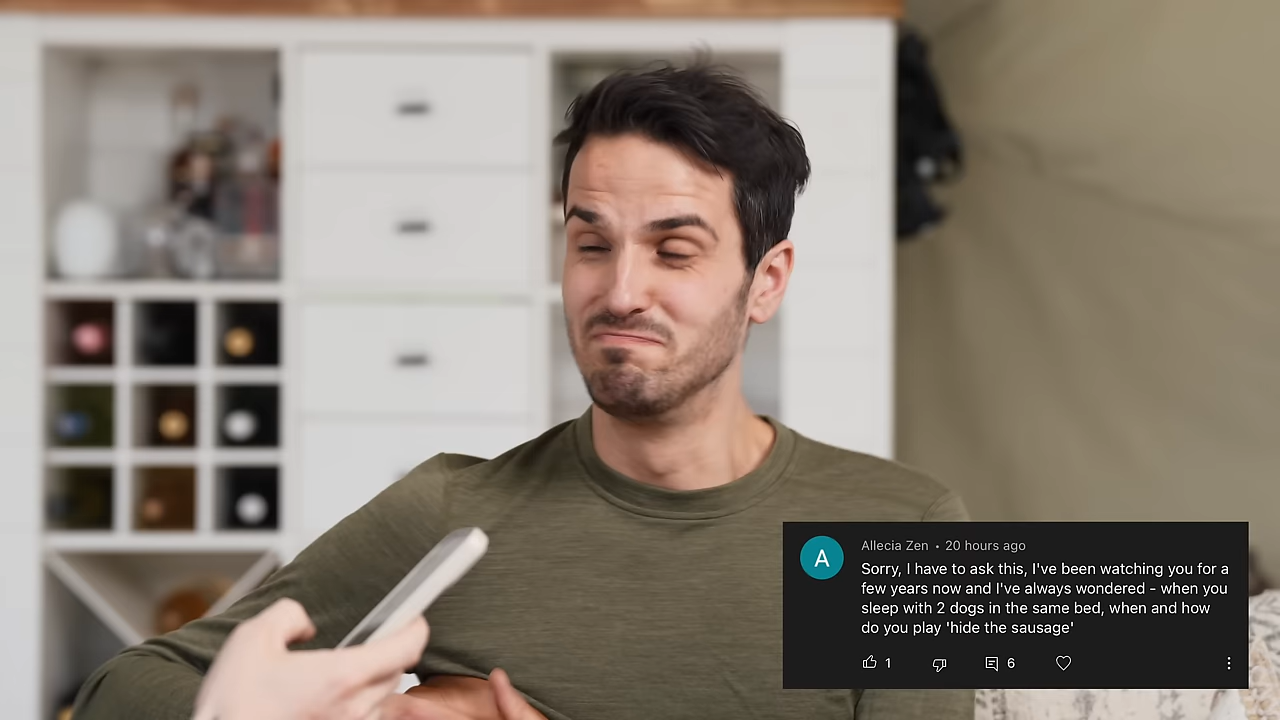 A
Allecia Zen • 20 hours ago
Sorry, I have to ask this, I've been watching you for a
few years now and I've always wondered - when you
sleep with 2 dogs in the same bed, when and how
do you play 'hide the sausage'
1
6